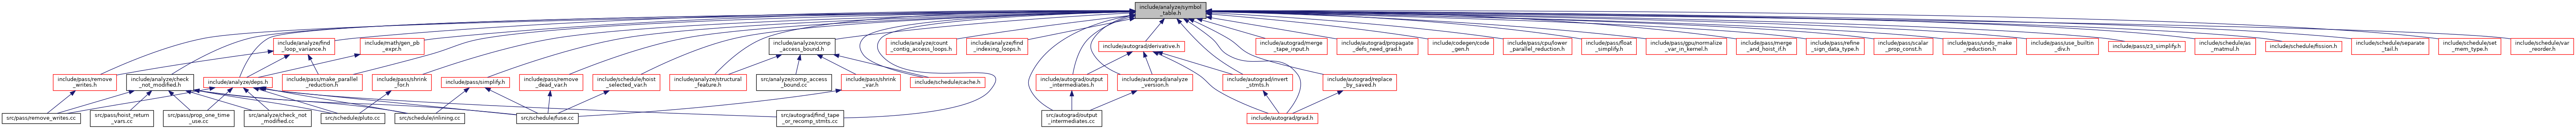 include/analyze/symbol
_table.h
include/analyze/find
_loop_variance.h
include/math/gen_pb
_expr.h
include/analyze/comp
_access_bound.h
include/analyze/count
_contig_access_loops.h
include/analyze/find
_indexing_loops.h
include/autograd/derivative.h
include/autograd/merge
_tape_input.h
include/autograd/propagate
_defs_need_grad.h
include/codegen/code
_gen.h
include/pass/cpu/lower
_parallel_reduction.h
include/pass/float
_simplify.h
include/pass/gpu/normalize
_var_in_kernel.h
include/pass/merge
_and_hoist_if.h
include/pass/refine
_sign_data_type.h
include/pass/scalar
_prop_const.h
include/pass/undo_make
_reduction.h
include/pass/use_builtin
_div.h
include/pass/z3_simplify.h
include/schedule/as
_matmul.h
include/schedule/fission.h
include/schedule/separate
_tail.h
include/schedule/set
_mem_type.h
include/schedule/var
_reorder.h
include/pass/remove
_writes.h
include/analyze/check
_not_modified.h
include/analyze/deps.h
include/pass/make_parallel
_reduction.h
include/pass/shrink
_for.h
include/pass/simplify.h
include/pass/remove
_dead_var.h
include/schedule/hoist
_selected_var.h
include/analyze/structural
_feature.h
src/analyze/comp_access
_bound.cc
include/pass/shrink
_var.h
include/schedule/cache.h
include/autograd/output
_intermediates.h
include/autograd/analyze
_version.h
include/autograd/invert
_stmts.h
include/autograd/replace
_by_saved.h
src/pass/remove_writes.cc
src/pass/hoist_return
_vars.cc
src/pass/prop_one_time
_use.cc
src/analyze/check_not
_modified.cc
src/schedule/pluto.cc
src/schedule/inlining.cc
src/schedule/fuse.cc
src/autograd/find_tape
_or_recomp_stmts.cc
src/autograd/output
_intermediates.cc
include/autograd/grad.h